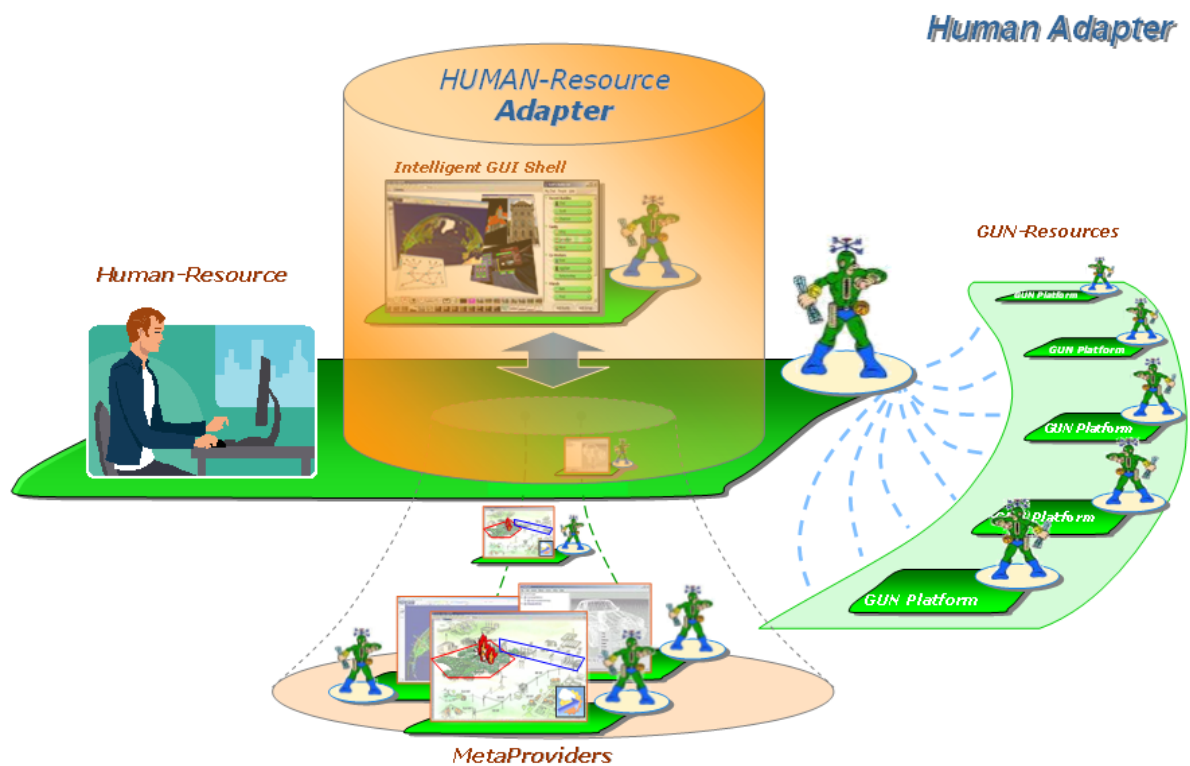 Human Adapter
HUMAN-Resource
Adapter
Intelligent GUI Shell
Human-Resource
GUN-Resources
GUN Platform
GUN Platform
GUN Platform
Platform
GUN Platform
MetaProviders